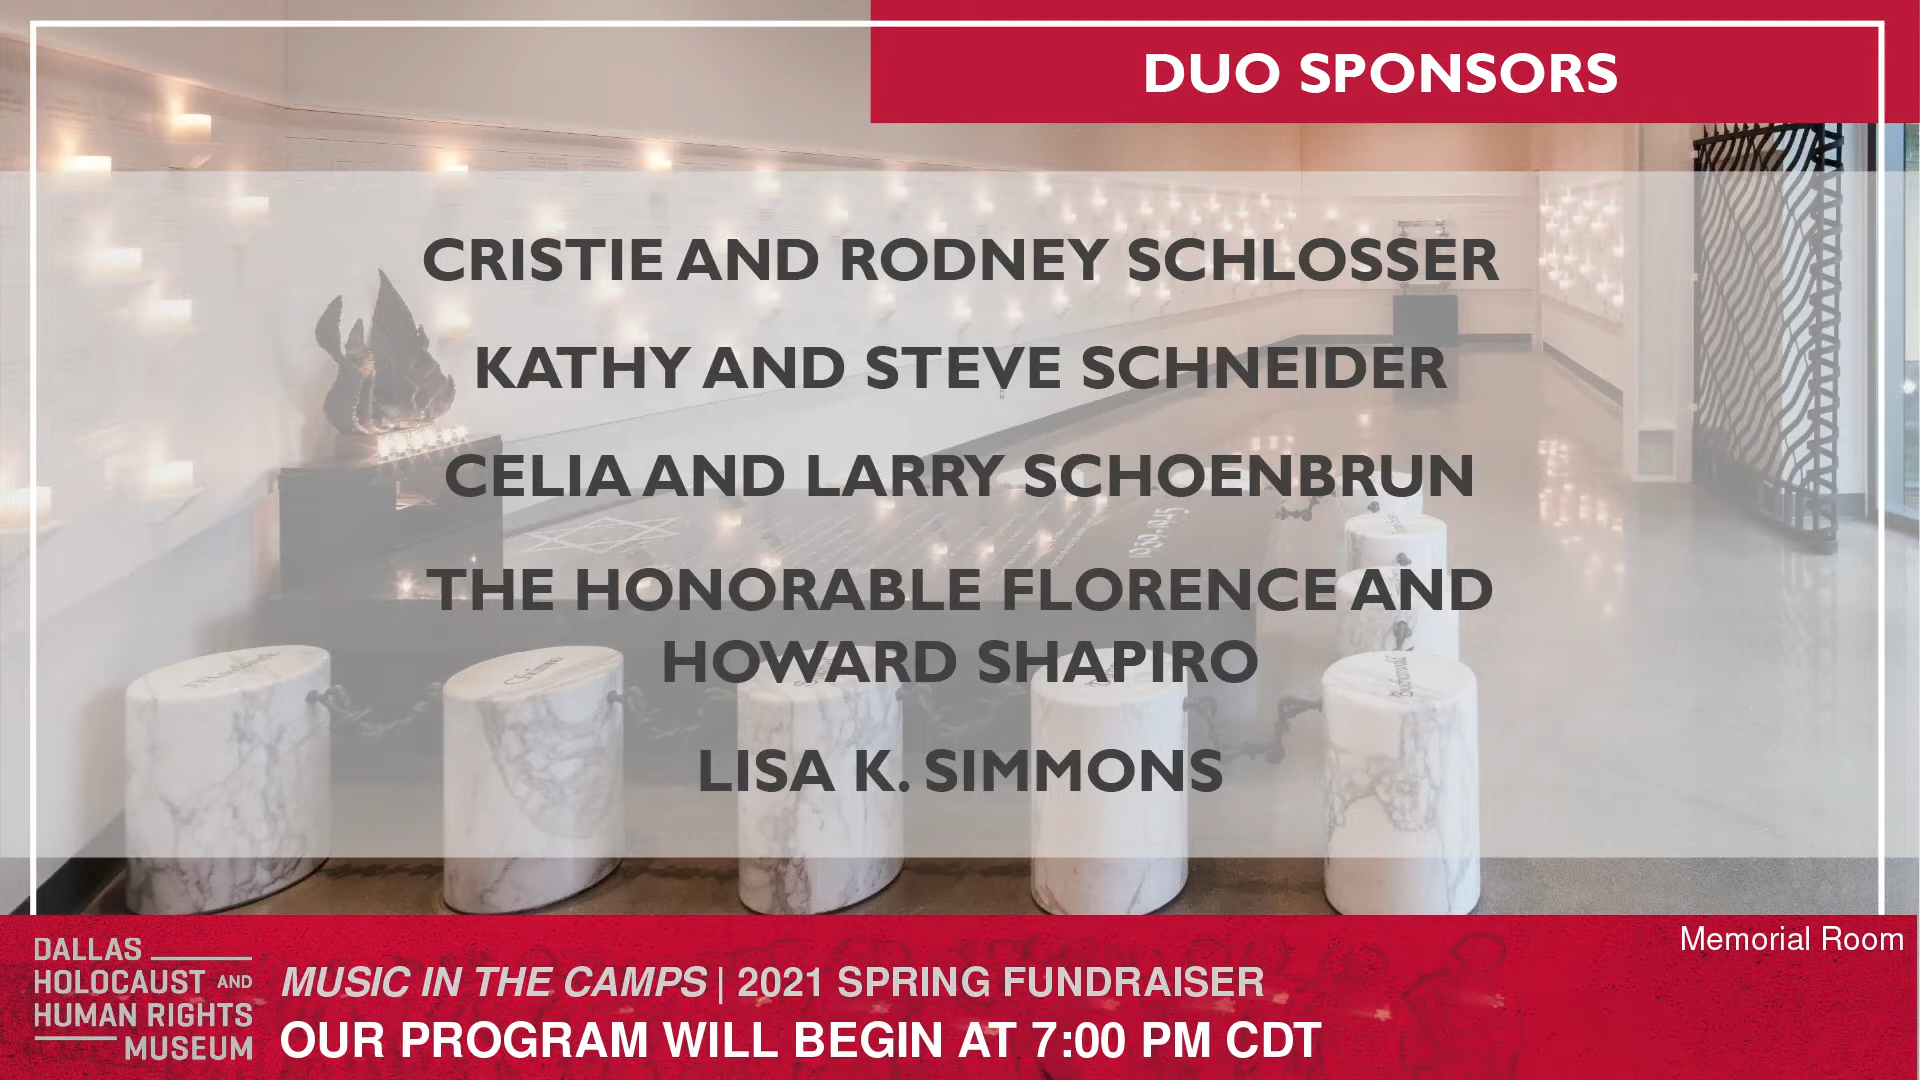 DUO SPONSORS
CRISTIE AND RODNEY SCHLOSSER
KATHY AND STEVE SCHNEIDER
CELIA AND LARRY SCHOENBRUN
THE HONORABLE FLORENCE AND
HOWARD SHAPIRO
LISA K. SIMMONS
Buchenwald
Memorial Room
DALLAS
HOLOCAUST AND
HUMAN RIGHTS
MUSEUM
MUSIC IN THE CAMPS | 2021 SPRING FUNDRAISER
OUR PROGRAM WILL BEGIN AT 7:00 PM CDT